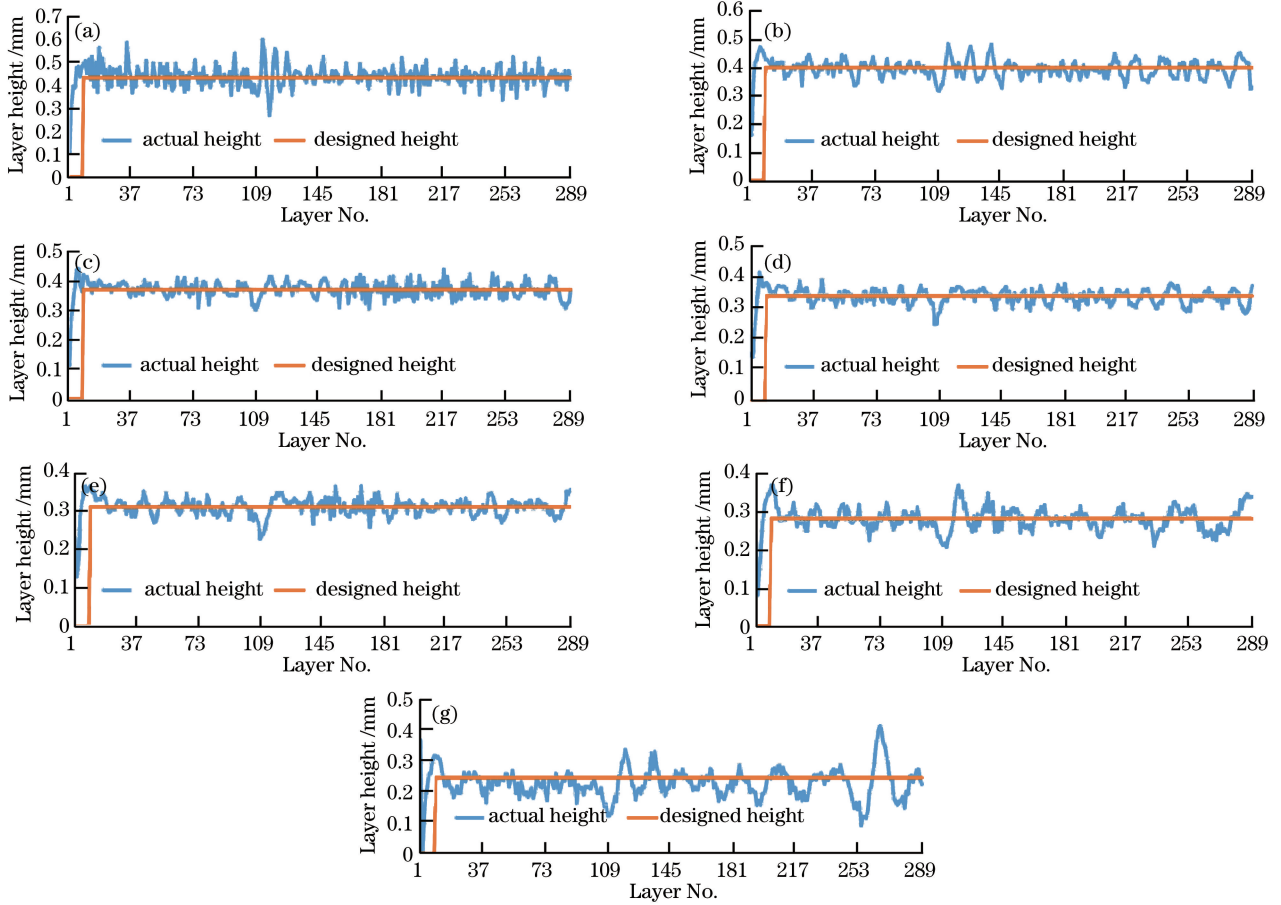 (a)
Layer height /mm
0.7
0.6
0.5
0.4
0.3
0.2
0.1
0
actual height designed height
1 37 73 109 145 181 217 253 289
Layer No.
(b)
Layer height /mm
0.6
0.5
0.4
0.3
0.2
0.1
0
actual height designed height
1 37 73 109 145 181 217 253 289
Layer No.
(c)
Layer height /mm
0.5
0.4
0.3
0.2
0.1
0
actual height designed height
1 37 73 109 145 181 217 253 289
Layer No.
(d)
Layer height /mm
0.5
0.4
0.3
0.2
0.1
0
actual height designed height
1 37 73 109 145 181 217 253 289
Layer No.
(e)
Layer height /mm
0.4
0.3
0.2
0.1
0
actual height designed height
1 37 73 109 145 181 217 253 289
Layer No.
(f)
Layer height /mm
0.4
0.3
0.2
0.1
0
actual height designed height
1 37 73 109 145 181 217 253 289
Layer No.
(g)
Layer height /mm
0.5
0.4
0.3
0.2
0.1
0
actual height designed height
1 37 73 109 145 181 217 253 289
Layer No.